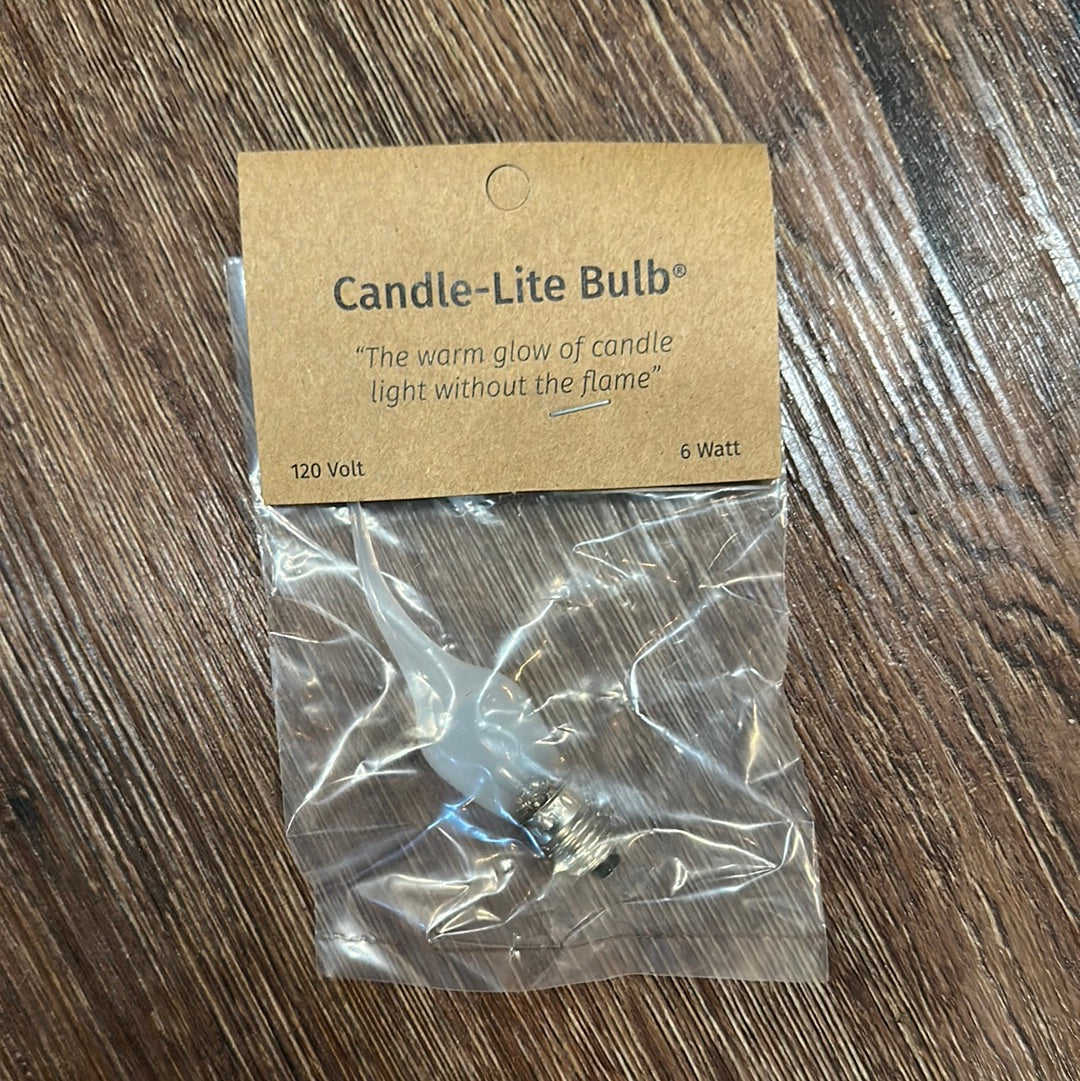 Candle-Lite Bulb®
“The warm glow of candle
light without the flame”
120 Volt
6 Watt